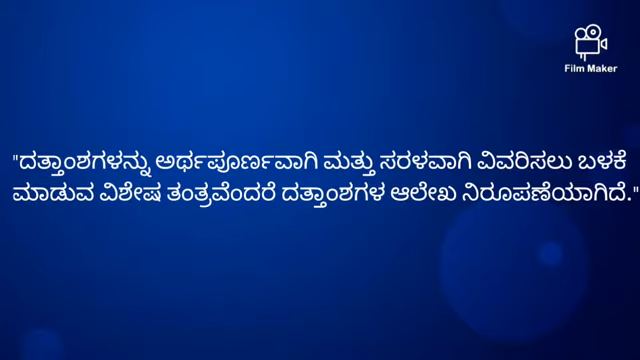 Film Maker
"ದತ್ತಾಂಶಗಳನ್ನು ಅರ್ಥಪೂರ್ಣವಾಗಿ ಮತ್ತು ಸರಳವಾಗಿ ವಿವರಿಸಲು ಬಳಕೆ
ಮಾಡುವ ವಿಶೇಷ ತಂತ್ರವೆಂದರೆ ದತ್ತಾಂಶಗಳ ಆಲೇಖ ನಿರೂಪಣೆಯಾಗಿದೆ."